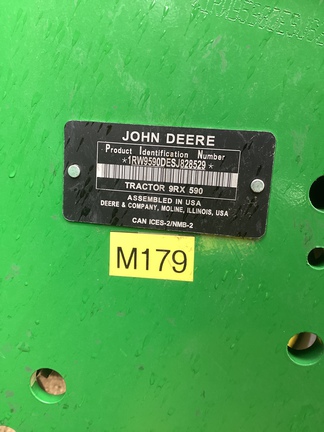 JOHN DEERE
Product Identification Number
*1RW9590DESJ828529*
TRACTOR 9RX 590
ASSEMBLED IN USA
DEERE & COMPANY, MOLINE, ILLINOIS, USA
CAN ICES-2/NMB-2
M179